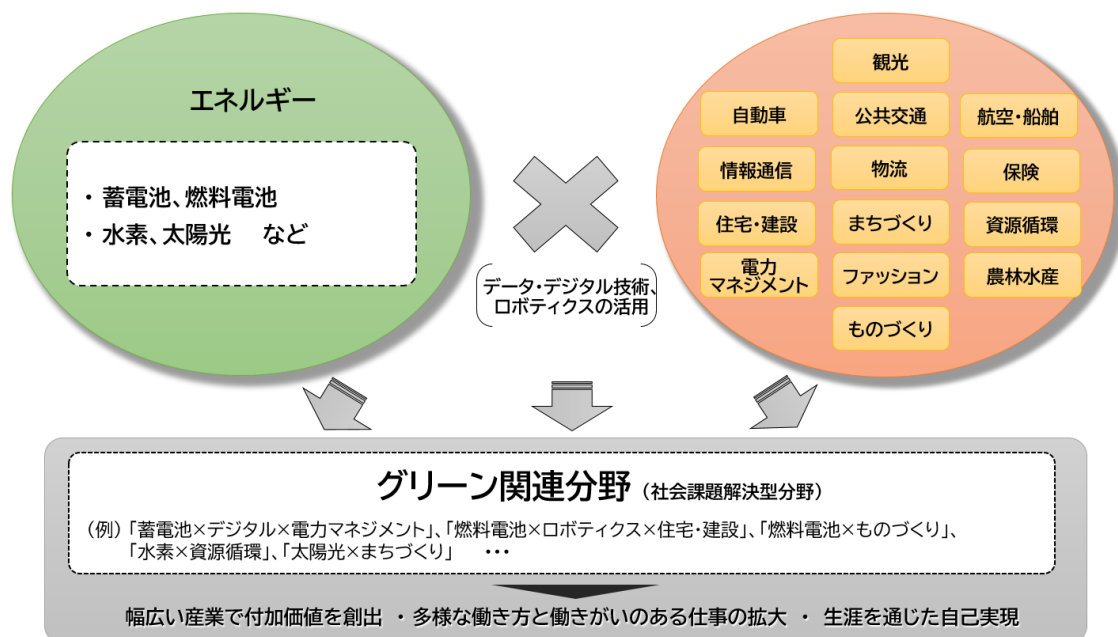 エネルギー
・ 蓄電池、燃料電池
・ 水素、太陽光　など
データ・デジタル技術、
ロボティクスの活用
観光
自動車
公共交通
航空・船舶
情報通信
物流
保険
住宅・建設
まちづくり
資源循環
電力
マネジメント
ファッション
農林水産
ものづくり
グリーン関連分野（社会課題解決型分野）
（例）「蓄電池×デジタル×電力マネジメント」、「燃料電池×ロボティクス×住宅・建設」、「燃料電池×ものづくり」、
「水素×資源循環」、「太陽光×まちづくり」　・・・
幅広い産業で付加価値を創出 ・ 多様な働き方と働きがいのある仕事の拡大 ・ 生涯を通じた自己実現